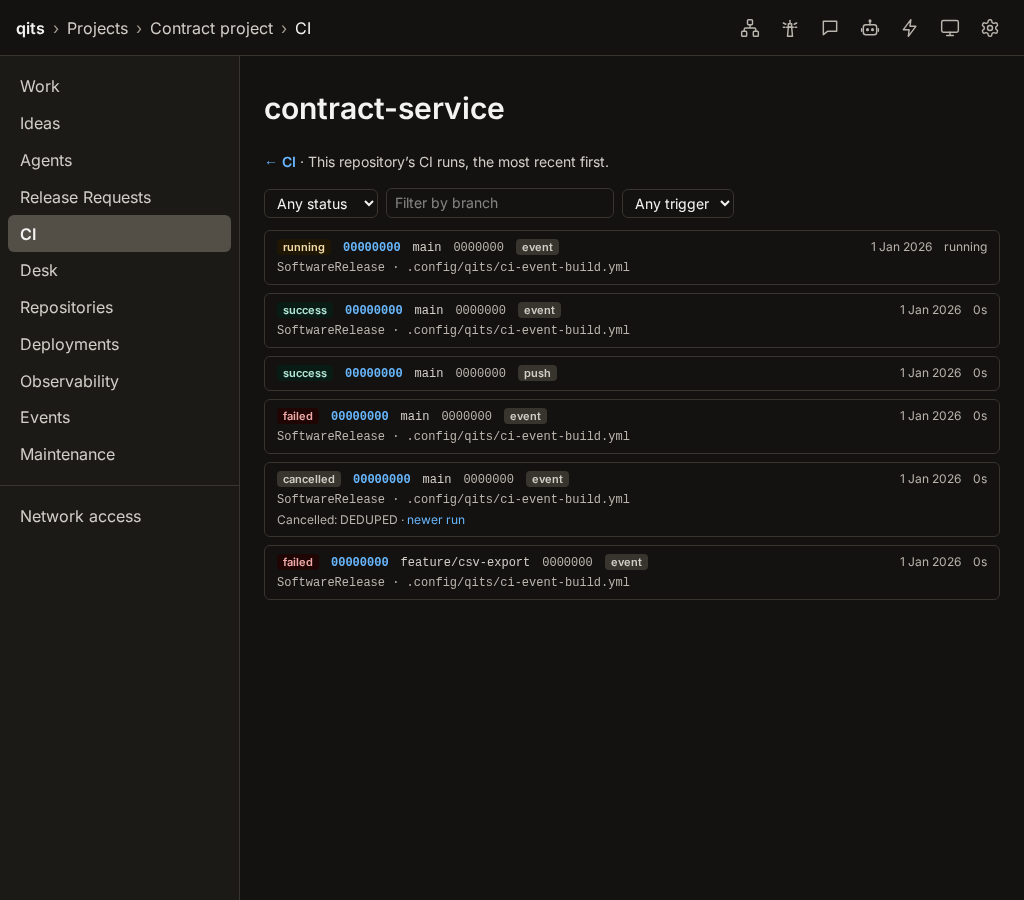 qits › Projects › Contract project › CI
Work
Ideas
Agents
Release Requests
CI
Desk
Repositories
Deployments
Observability
Events
Maintenance
Network access
contract-service
← CI · This repository’s CI runs, the most recent first.
Any status Filter by branch Any trigger
running 00000000 main 0000000 event 1 Jan 2026 running
SoftwareRelease · .config/qits/ci-event-build.yml
success 00000000 main 0000000 event 1 Jan 2026 0s
SoftwareRelease · .config/qits/ci-event-build.yml
success 00000000 main 0000000 push 1 Jan 2026 0s
failed 00000000 main 0000000 event 1 Jan 2026 0s
SoftwareRelease · .config/qits/ci-event-build.yml
cancelled 00000000 main 0000000 event 1 Jan 2026 0s
SoftwareRelease · .config/qits/ci-event-build.yml
Cancelled: DEDUPED · newer run
failed 00000000 feature/csv-export 0000000 event 1 Jan 2026 0s
SoftwareRelease · .config/qits/ci-event-build.yml